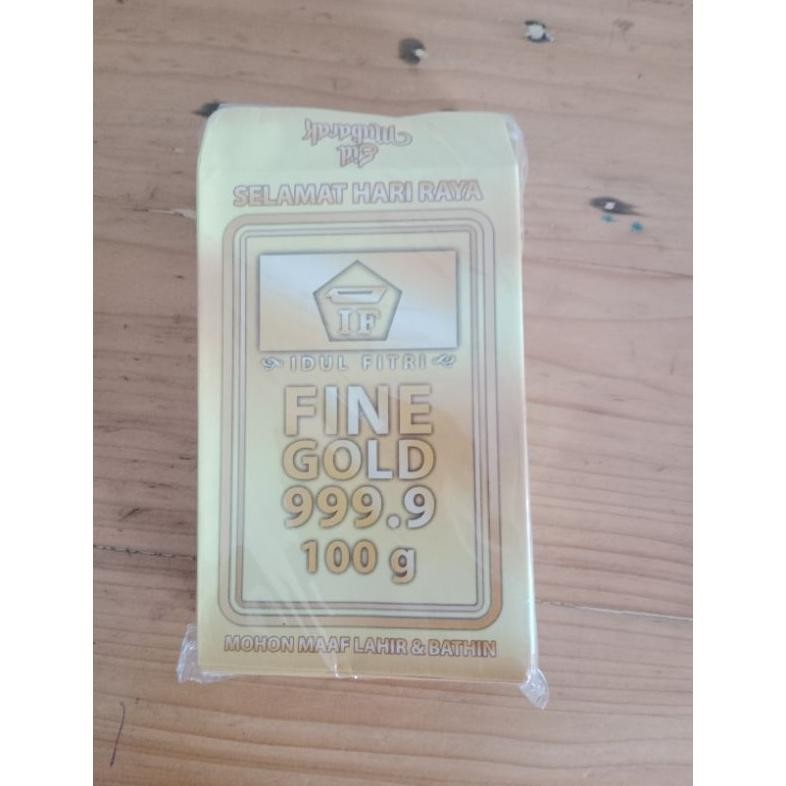 Eid
Mubarak
SELAMAT HARI RAYA
IF
IDUL FITRI
FINE
GOLD
999.9
100 g
MOHON MAAF LAHIR & BATHIN